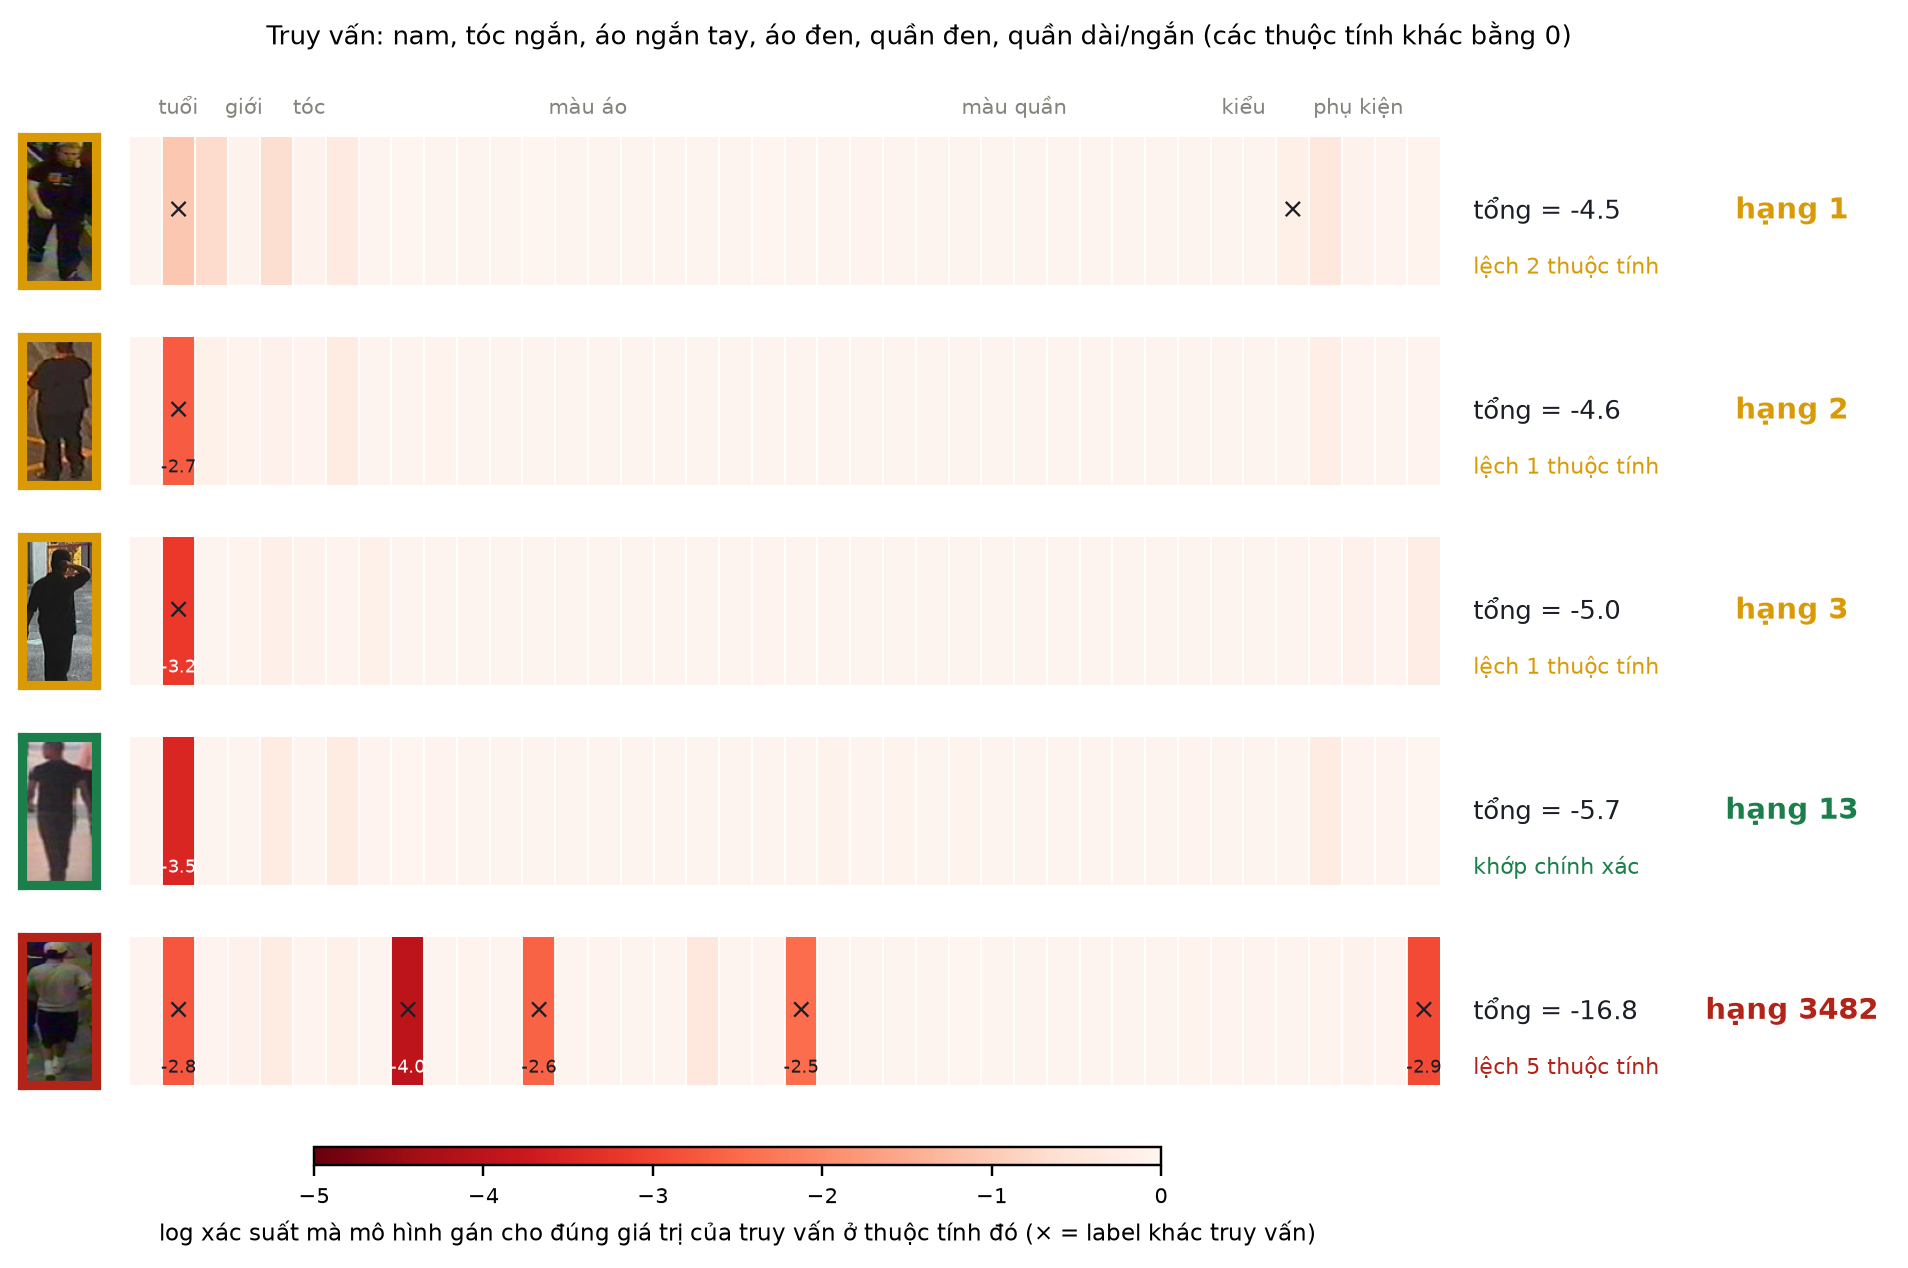 Truy vấn: nam, tóc ngắn, áo ngắn tay, áo đen, quần đen, quần dài/ngắn (các thuộc tính khác bằng 0)
tuổi giới tóc màu áo màu quần kiểu phụ kiện
× ×
tổng = -4.5 hạng 1
lệch 2 thuộc tính
×
tổng = -4.6 hạng 2
-2.7 lệch 1 thuộc tính
×
tổng = -5.0 hạng 3
-3.2 lệch 1 thuộc tính
tổng = -5.7 hạng 13
-3.5 khớp chính xác
× × × × ×
tổng = -16.8 hạng 3482
-2.8 -4.0 -2.6 -2.5 -2.9 lệch 5 thuộc tính
−5 −4 −3 −2 −1 0
log xác suất mà mô hình gán cho đúng giá trị của truy vấn ở thuộc tính đó (× = label khác truy vấn)